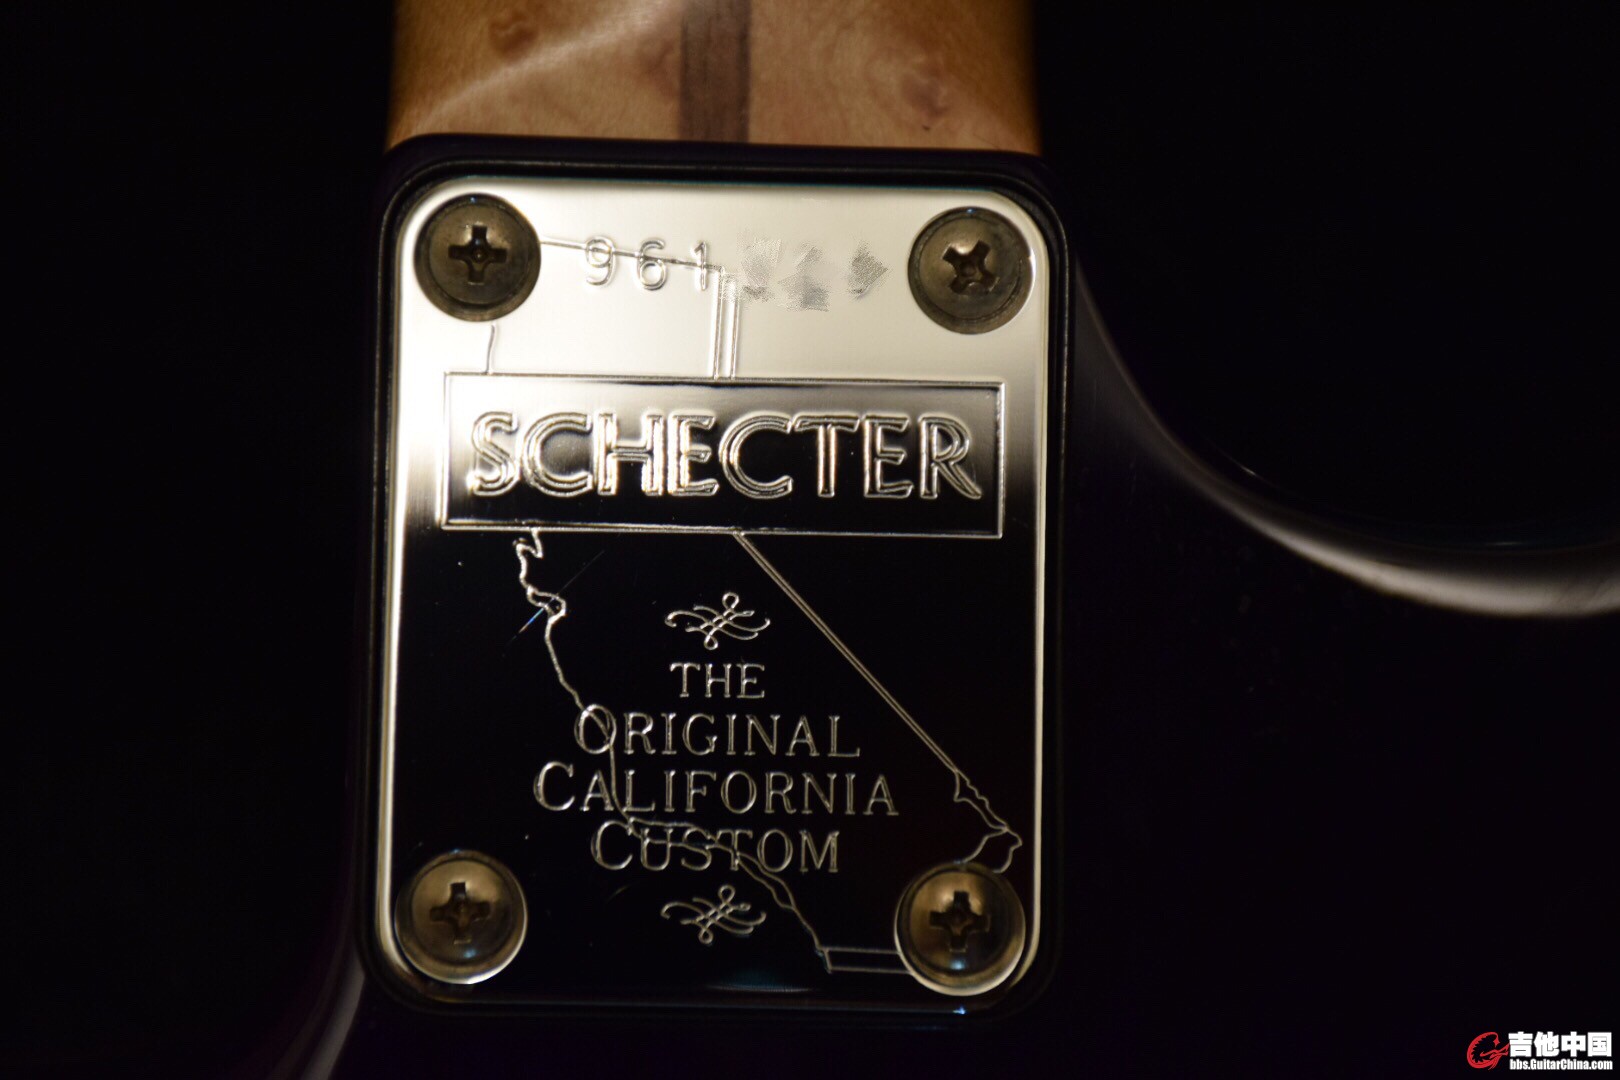 961
SCHECTER
THE
ORIGINAL
CALIFORNIA
CUSTOM
吉他中国
bbs.GuitarChina.com